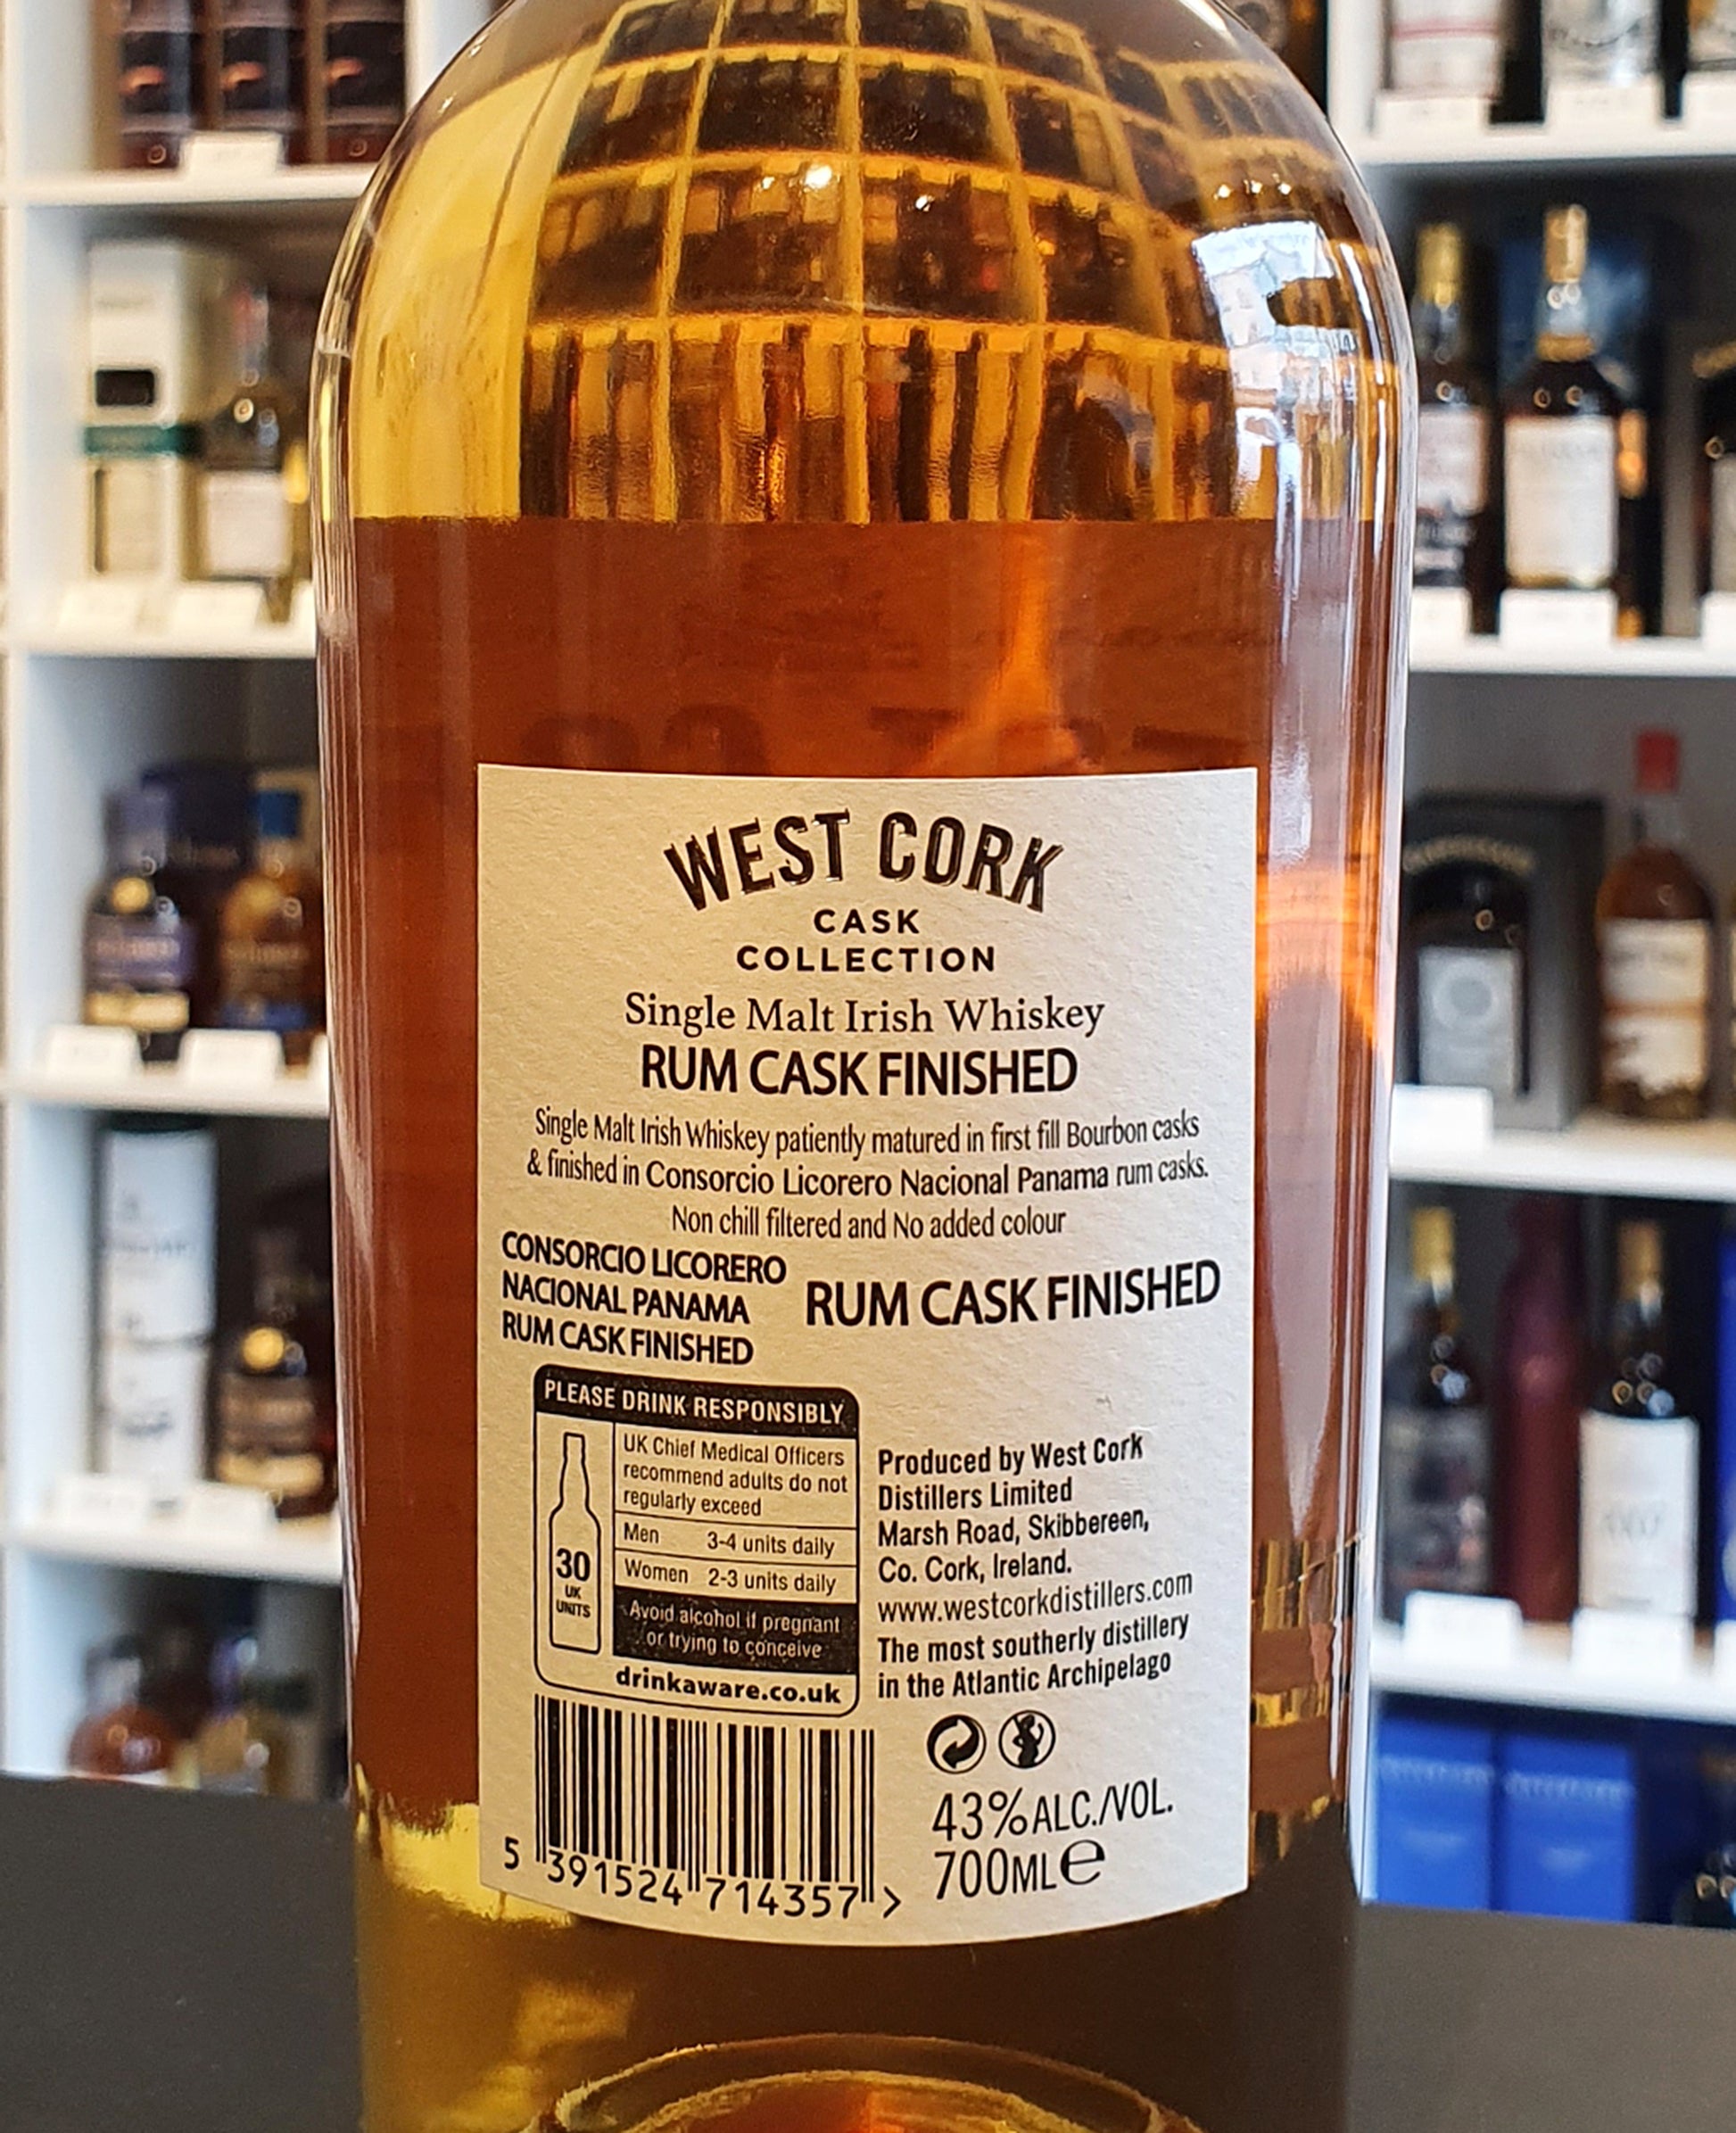 WEST CORK
CASK
COLLECTION
Single Malt Irish Whiskey
RUM CASK FINISHED
Single Malt Irish Whiskey patiently matured in first fill Bourbon casks
& finished in Consorcio Licorero Nacional Panama rum casks.
Non chill filtered and No added colour
CONSORCIO LICORERO
NACIONAL PANAMA
RUM CASK FINISHED
RUM CASK FINISHED
PLEASE DRINK RESPONSIBLY
UK Chief Medical Officers
recommend adults do not
regularly exceed
Men 3-4 units daily
Women 2-3 units daily
Avoid alcohol if pregnant
or trying to conceive
30
UK
UNITS
drinkaware.co.uk
Produced by West Cork
Distillers Limited
Marsh Road, Skibbereen,
Co. Cork, Ireland.
www.westcorkdistillers.com
The most southerly distillery
in the Atlantic Archipelago
43%ALC./VOL.
700ML e
5 391524 714357 >